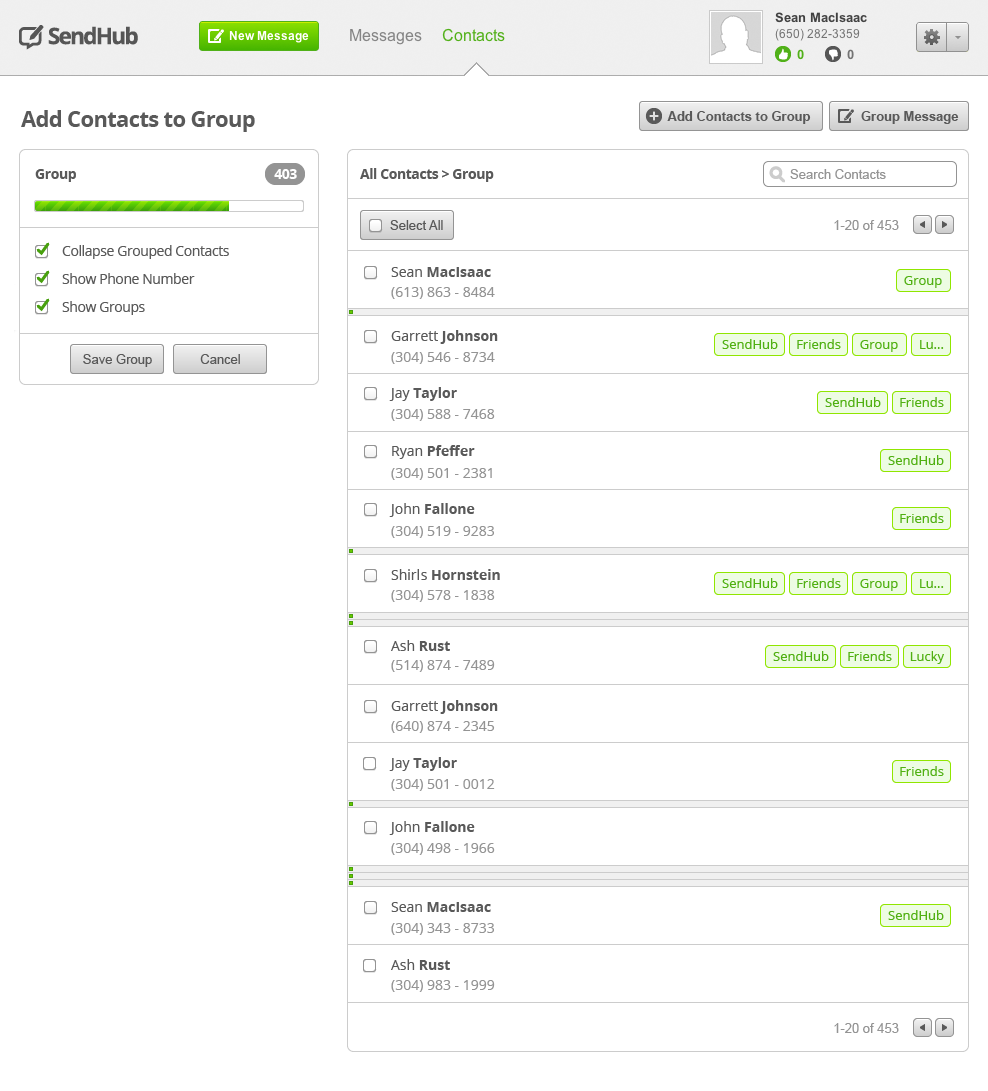 SendHub
New Message
Messages
Contacts
Sean MacIsaac
(650) 282-3359
0
0
Add Contacts to Group
Add Contacts to Group
Group Message
Group
403
Collapse Grouped Contacts
Show Phone Number
Show Groups
Save Group
Cancel
All Contacts > Group
Search Contacts
Select All
1-20 of 453
Sean MacIsaac
(613) 863 - 8484
Group
Garrett Johnson
(304) 546 - 8734
SendHub Friends Group Lu...
Jay Taylor
(304) 588 - 7468
SendHub Friends
Ryan Pfeffer
(304) 501 - 2381
SendHub
John Fallone
(304) 519 - 9283
Friends
Shirls Hornstein
(304) 578 - 1838
SendHub Friends Group Lu...
Ash Rust
(514) 874 - 7489
SendHub Friends Lucky
Garrett Johnson
(640) 874 - 2345
Jay Taylor
(304) 501 - 0012
Friends
John Fallone
(304) 498 - 1966
Sean MacIsaac
(304) 343 - 8733
SendHub
Ash Rust
(304) 983 - 1999
1-20 of 453